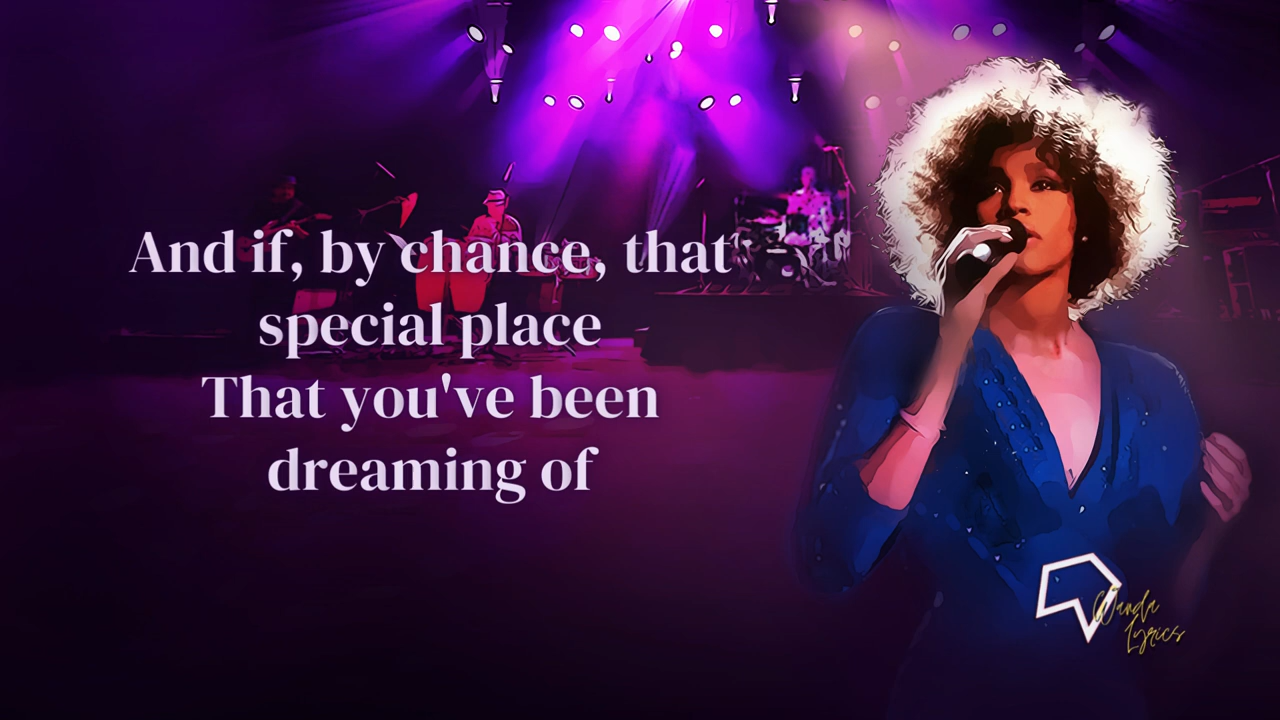 And if, by chance, that
special place
That you've been
dreaming of
Wanda
Lyrics